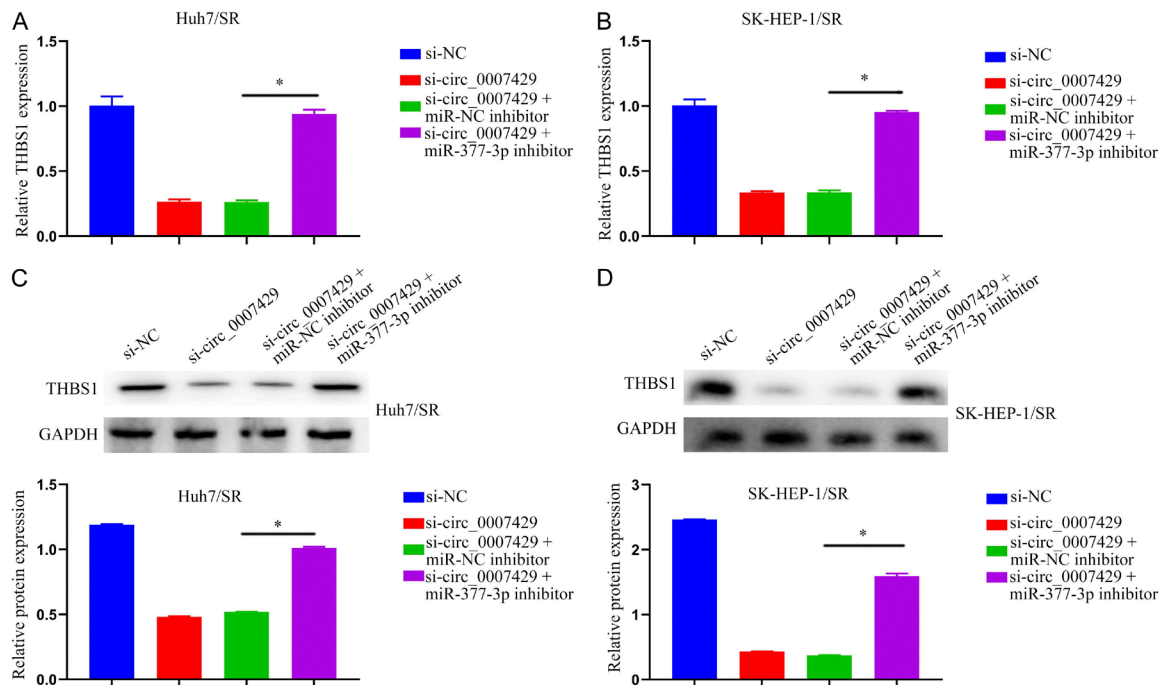 A
Huh7/SR
Relative THBS1 expression
1.5
1.0
0.5
0.0
*
si-NC
si-circ_0007429
si-circ_0007429 +
miR-NC inhibitor
si-circ_0007429 +
miR-377-3p inhibitor
B
SK-HEP-1/SR
Relative THBS1 expression
1.5
1.0
0.5
0.0
*
si-NC
si-circ_0007429
si-circ_0007429 +
miR-NC inhibitor
si-circ_0007429 +
miR-377-3p inhibitor
C
si-NC
si-circ_0007429
si-circ_0007429 +
miR-NC inhibitor
si-circ_0007429 +
miR-377-3p inhibitor
THBS1
GAPDH
Huh7/SR
Huh7/SR
Relative protein expression
1.5
1.0
0.5
0.0
*
si-NC
si-circ_0007429
si-circ_0007429 +
miR-NC inhibitor
si-circ_0007429 +
miR-377-3p inhibitor
D
si-NC
si-circ_0007429
si-circ_0007429 +
miR-NC inhibitor
si-circ_0007429 +
miR-377-3p inhibitor
THBS1
GAPDH
SK-HEP-1/SR
SK-HEP-1/SR
Relative protein expression
3
2
1
0
*
si-NC
si-circ_0007429
si-circ_0007429 +
miR-NC inhibitor
si-circ_0007429 +
miR-377-3p inhibitor